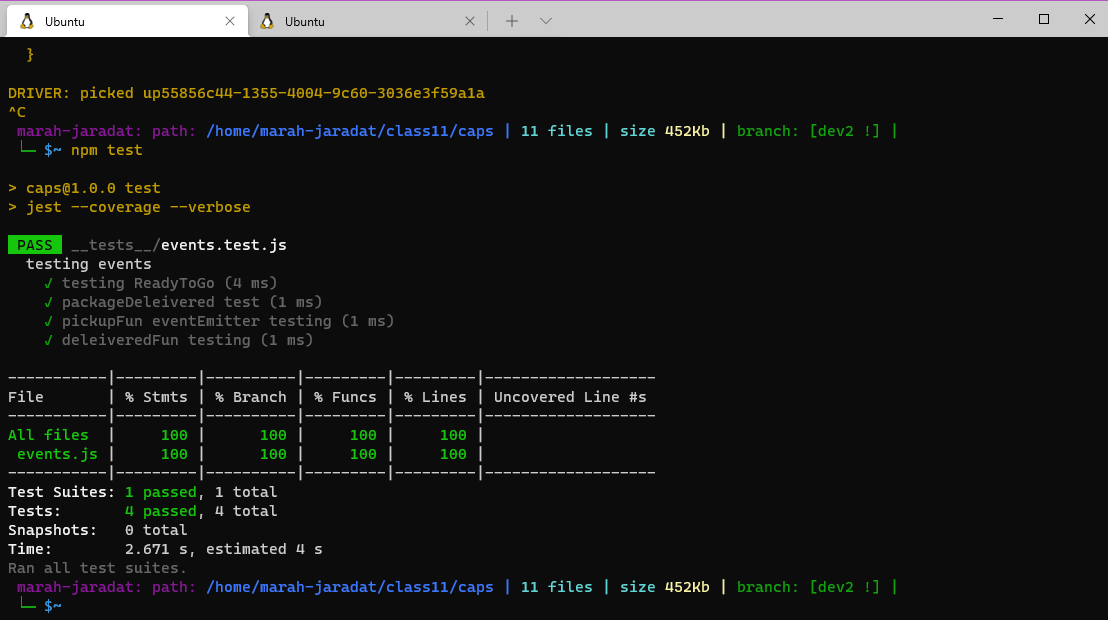 Ubuntu
Ubuntu
}
DRIVER: picked up55856c44-1355-4004-9c60-3036e3f59a1a
^C
marah-jaradat: path: /home/marah-jaradat/class11/caps | 11 files | size 452Kb | branch: [dev2 !] |
└─ $~ npm test
> caps@1.0.0 test
> jest --coverage --verbose
PASS __tests__/events.test.js
testing events
√ testing ReadyToGo (4 ms)
√ packageDeleivered test (1 ms)
√ pickupFun eventEmitter testing (1 ms)
√ deleiveredFun testing (1 ms)
-----------|---------|----------|---------|---------|-------------------
File       | % Stmts | % Branch | % Funcs | % Lines | Uncovered Line #s
-----------|---------|----------|---------|---------|-------------------
All files  |     100 |      100 |     100 |     100 |
events.js |     100 |      100 |     100 |     100 |
-----------|---------|----------|---------|---------|-------------------
Test Suites: 1 passed, 1 total
Tests:       4 passed, 4 total
Snapshots:   0 total
Time:        2.671 s, estimated 4 s
Ran all test suites.
marah-jaradat: path: /home/marah-jaradat/class11/caps | 11 files | size 452Kb | branch: [dev2 !] |
└─ $~